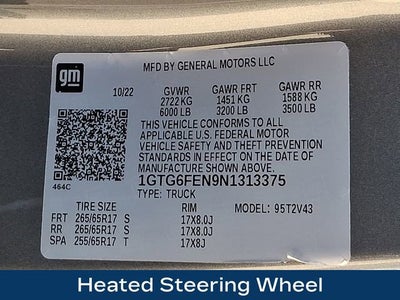 gm
MFD BY GENERAL MOTORS LLC
10/22 GVWR GAWR FRT GAWR RR
2722 KG 1451 KG 1588 KG
6000 LB 3200 LB 3500 LB
THIS VEHICLE CONFORMS TO ALL
APPLICABLE U.S. FEDERAL MOTOR
VEHICLE SAFETY AND THEFT PREVENTION
STANDARDS IN EFFECT ON THE DATE OF
MANUFACTURE SHOWN ABOVE.
464C
1GTG6FEN9N1313375
TYPE: TRUCK
TIRE SIZE RIM MODEL: 95T2V43
FRT 265/65R17 S 17X8.0J
RR 265/65R17 S 17X8.0J
SPA 255/65R17 T 17X8J
Heated Steering Wheel